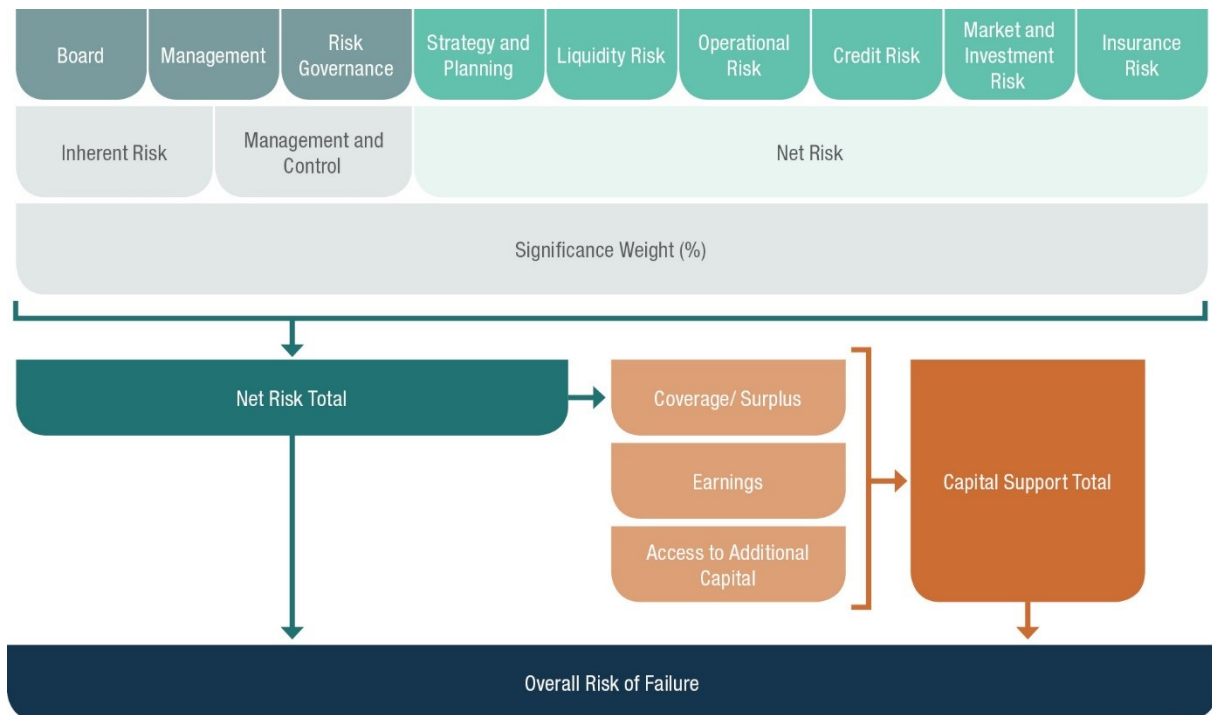 Board
Management
Risk
Governance
Strategy and
Planning
Liquidity Risk
Operational
Risk
Credit Risk
Market and
Investment
Risk
Insurance
Risk
Inherent Risk
Management and
Control
Net Risk
Significance Weight (%)
Net Risk Total
Coverage/ Surplus
Earnings
Access to Additional
Capital
Capital Support Total
Overall Risk of Failure